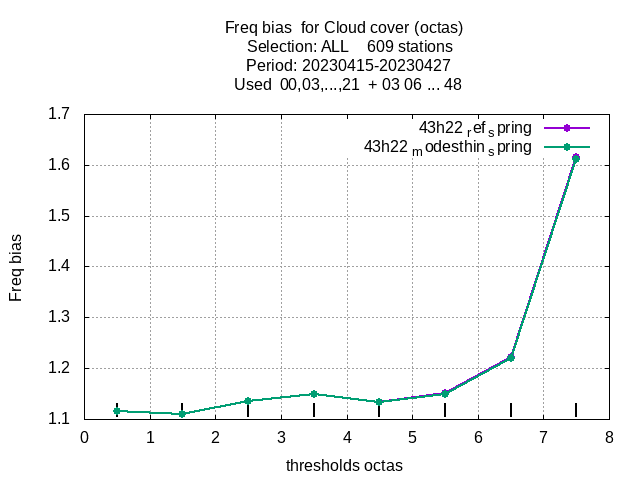 Freq bias  for Cloud cover (octas)
Selection: ALL    609 stations
Period: 20230415-20230427
Used  00,03,...,21  + 03 06 ... 48
43h22 ref spring
43h22 modesthin spring
1.7
1.6
1.5
1.4
1.3
1.2
1.1
Freq bias
0 1 2 3 4 5 6 7 8
thresholds octas